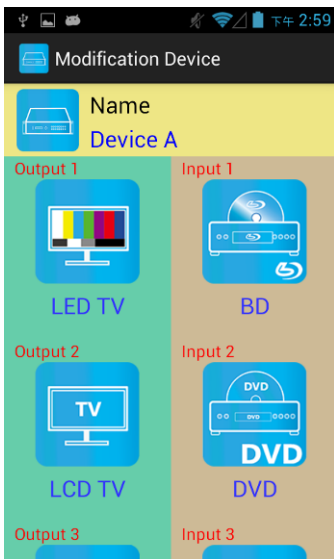 下午 2:59
Modification Device
Name
Device A
Output 1
Input 1
LED TV
BD
Output 2
Input 2
TV
DVD
DVD
DVD
LCD TV
DVD
Output 3
Input 3